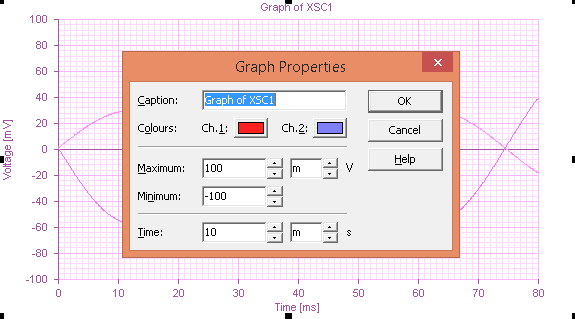 Graph of XSC1
100
80
60
40
20
0
-20
-40
-60
-80
-100
Voltage [mV]
0 10 20 30 40 50 60 70 80
Time [ms]
Graph Properties
x
Caption: Graph of XSC1 OK
Colours: Ch.1: Ch.2: Cancel
Help
Maximum: 100 m V
Minimum: -100
Time: 10 m s